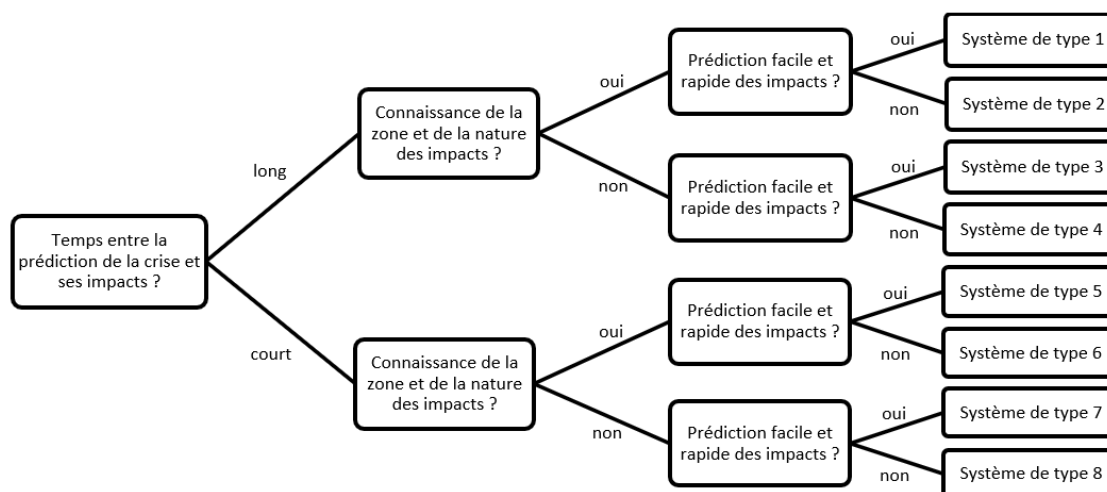 Temps entre la
prédiction de la crise et
ses impacts ?
long
court
Connaissance de la
zone et de la nature
des impacts ?
oui
non
Connaissance de la
zone et de la nature
des impacts ?
oui
non
Prédiction facile et
rapide des impacts ?
oui
non
Système de type 1
Système de type 2
Prédiction facile et
rapide des impacts ?
oui
non
Système de type 3
Système de type 4
Prédiction facile et
rapide des impacts ?
oui
non
Système de type 5
Système de type 6
Prédiction facile et
rapide des impacts ?
oui
non
Système de type 7
Système de type 8